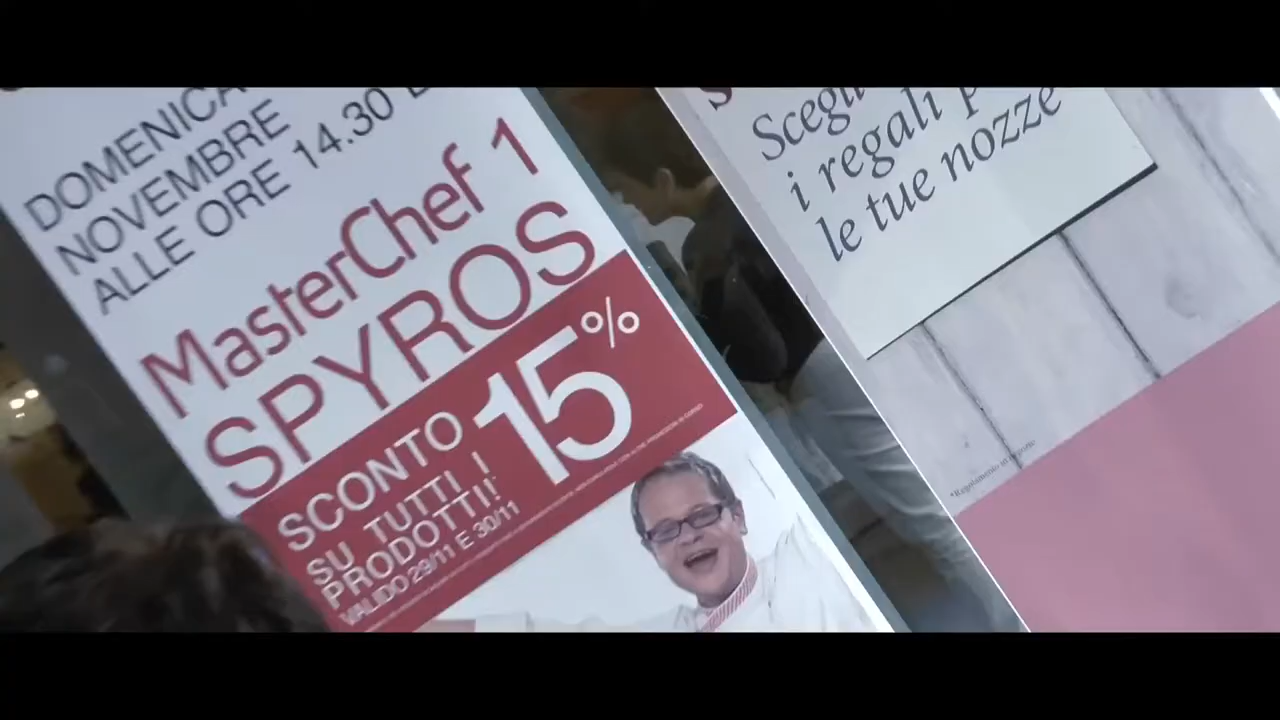 DOMENICA
NOVEMBRE
ALLE ORE 14.30
MasterChef 1
SPYROS
SCONTO 15%
SU TUTTI I
PRODOTTI!
VALIDO 29/11 E 30/11
i regali
le tue nozze